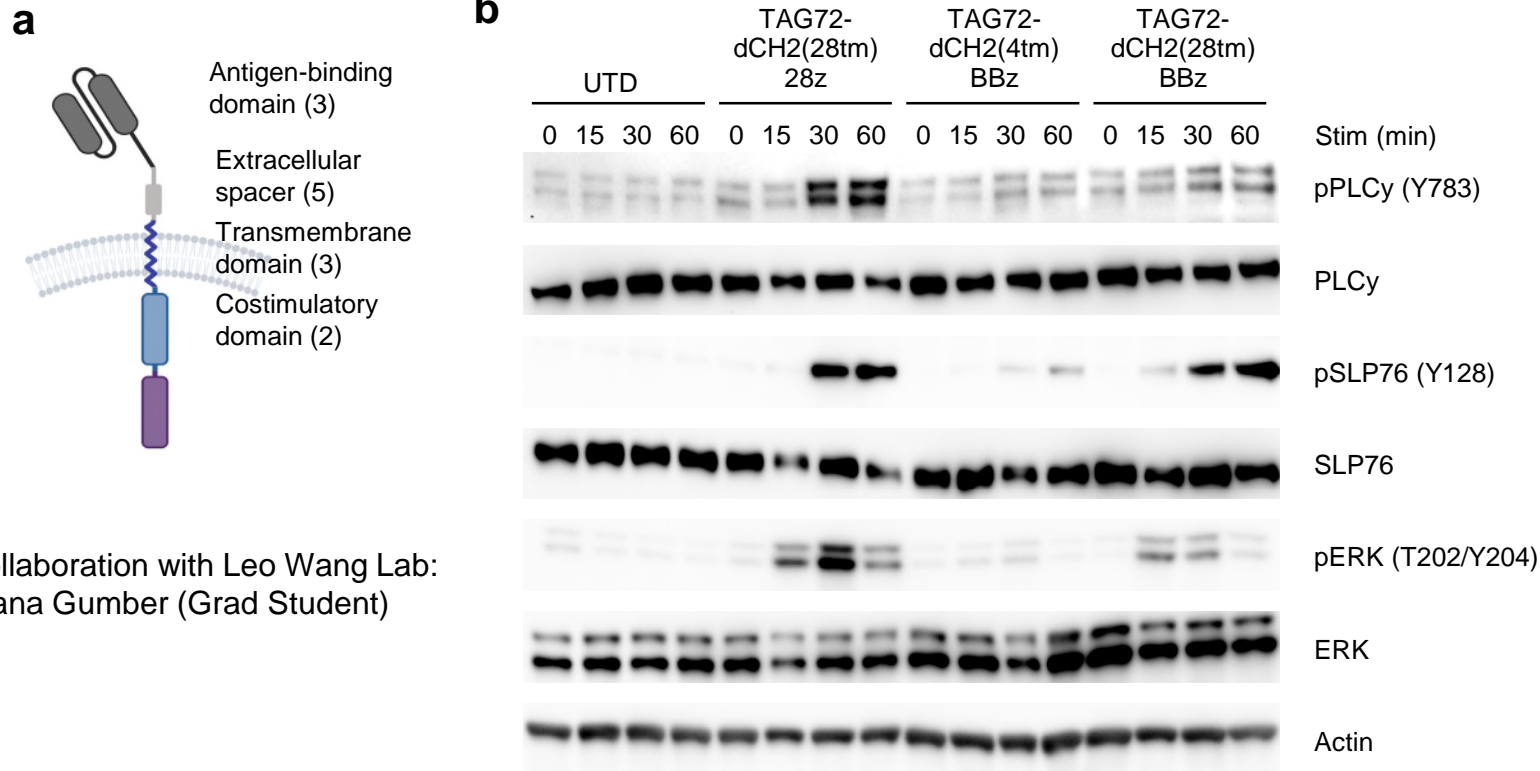 a
Antigen-binding
domain (3)
Extracellular
spacer (5)
Transmembrane
domain (3)
Costimulatory
domain (2)
ollaboration with Leo Wang Lab:
ana Gumber (Grad Student)
b
UTD
TAG72-
dCH2(28tm)
28z
TAG72-
dCH2(4tm)
BBz
TAG72-
dCH2(28tm)
BBz
0 15 30 60 0 15 30 60 0 15 30 60 0 15 30 60 Stim (min)
pPLCy (Y783)
PLCy
pSLP76 (Y128)
SLP76
pERK (T202/Y204)
ERK
Actin